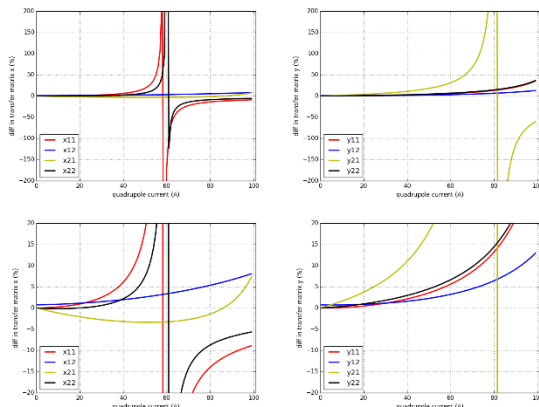 200
150
100
50
0
−50
−100
−150
−200
diff in transfer matrix x (%)
x11
x12
x21
x22
0 20 40 60 80 100
quadrupole current (A)
200
150
100
50
0
−50
−100
−150
−200
diff in transfer matrix y (%)
y11
y12
y21
y22
0 20 40 60 80 100
quadrupole current (A)
20
15
10
5
0
−5
−10
−15
−20
diff in transfer matrix x (%)
x11
x12
x21
x22
0 20 40 60 80 100
quadrupole current (A)
20
15
10
5
0
−5
−10
−15
−20
diff in transfer matrix y (%)
y11
y12
y21
y22
0 20 40 60 80 100
quadrupole current (A)